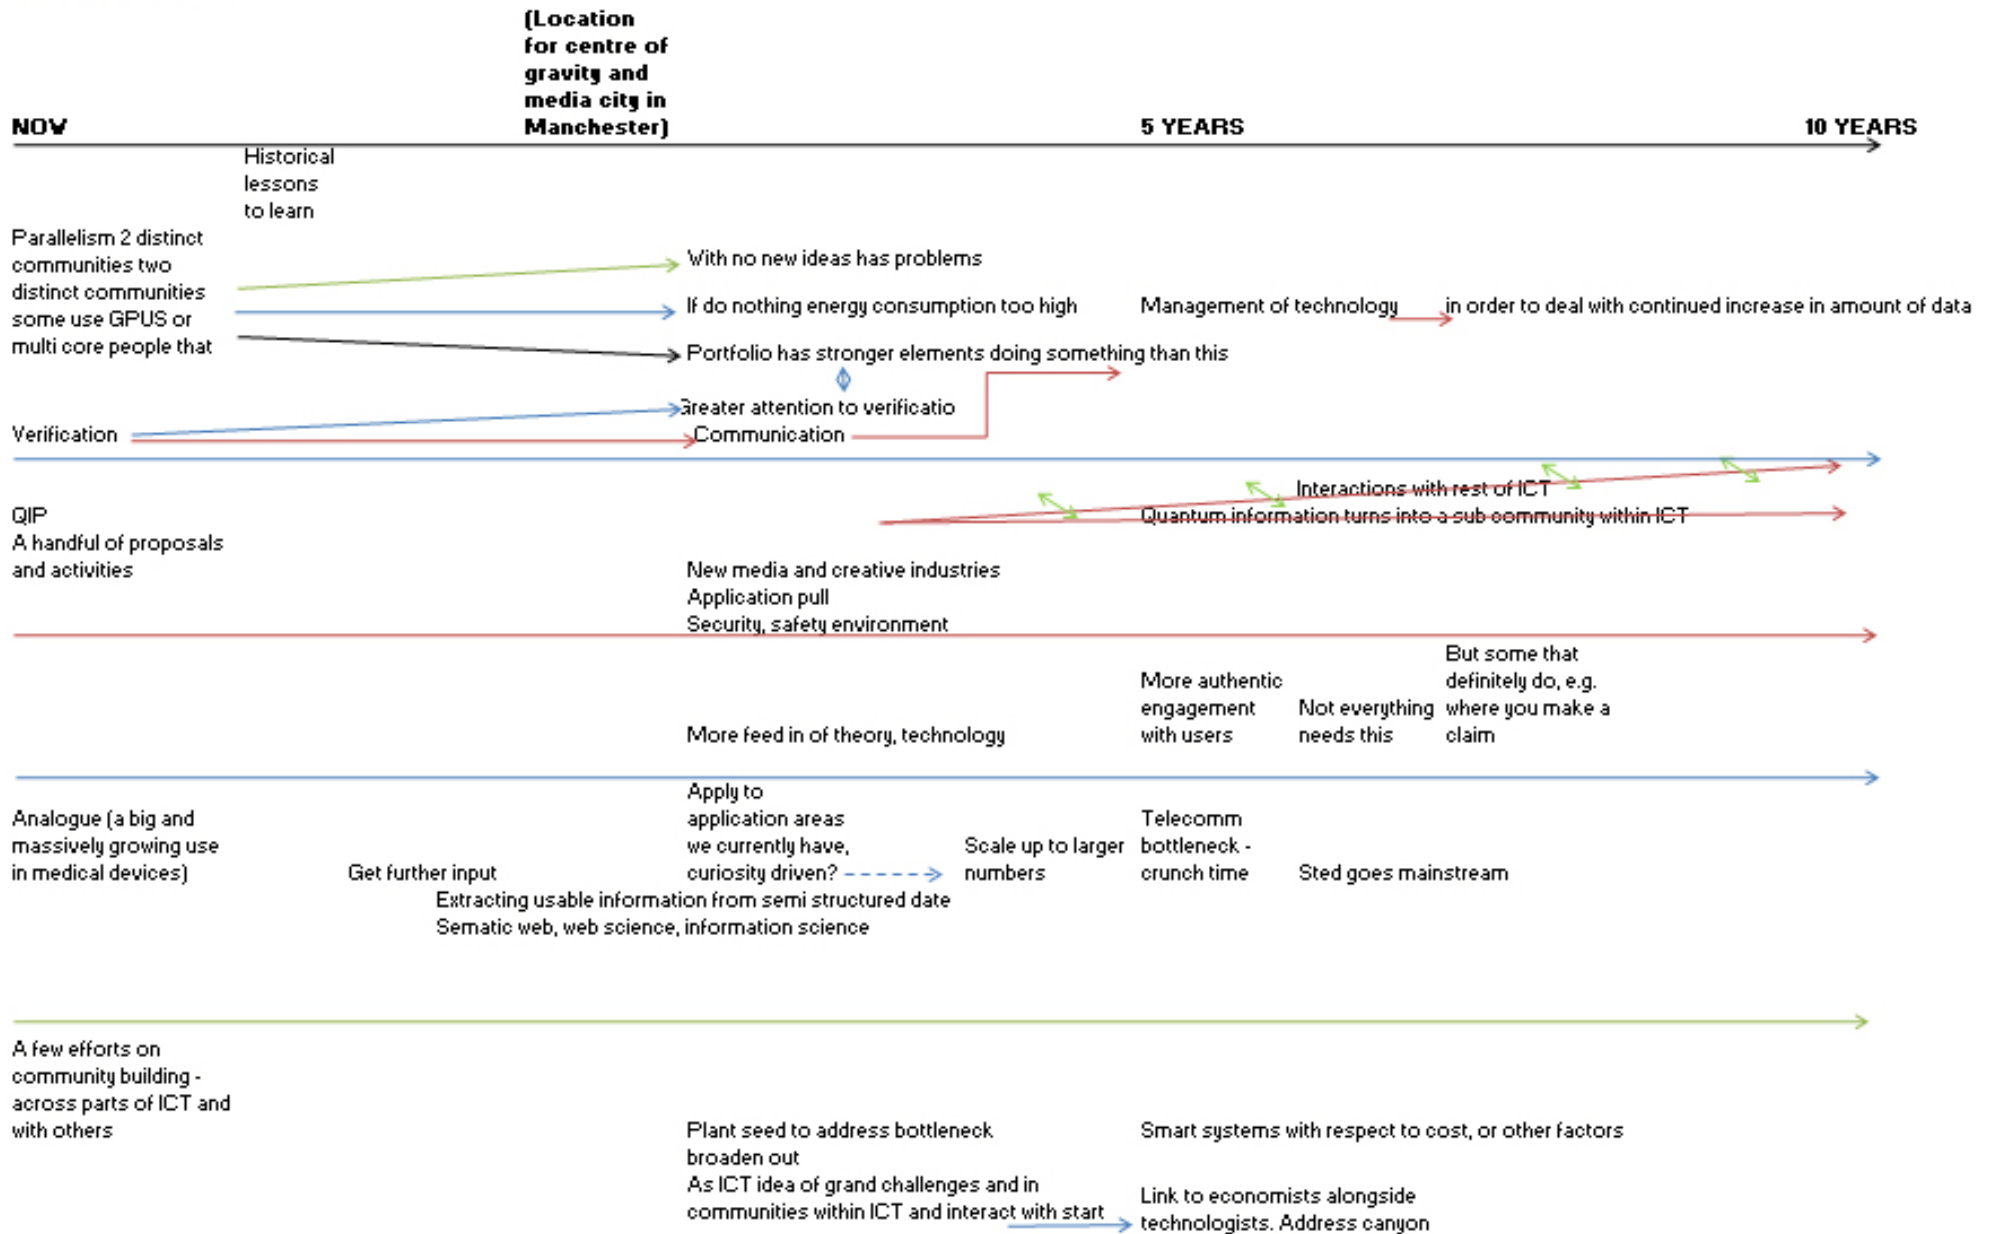 (Location
for centre of
gravity and
media city in
Manchester)
NOW
5 YEARS
10 YEARS
Historical
lessons
to learn
Parallelism 2 distinct
communities two
distinct communities
some use GPUS or
multi core people that
With no new ideas has problems
If do nothing energy consumption too high
Management of technology
in order to deal with continued increase in amount of data
Portfolio has stronger elements doing something than this
Greater attention to verificatio
Verification
Communication
Interactions with rest of ICT
Quantum information turns into a sub community within ICT
QIP
A handful of proposals
and activities
New media and creative industries
Application pull
Security, safety environment
More feed in of theory, technology
More authentic
engagement
with users
Not everything
needs this
But some that
definitely do, e.g.
where you make a
claim
Analogue (a big and
massively growing use
in medical devices)
Get further input
Apply to
application areas
we currently have,
curiosity driven?
Scale up to larger
numbers
Telecomm
bottleneck -
crunch time
Sted goes mainstream
Extracting usable information from semi structured date
Sematic web, web science, information science
A few efforts on
community building -
across parts of ICT and
with others
Plant seed to address bottleneck
broaden out
As ICT idea of grand challenges and in
communities within ICT and interact with start
Smart systems with respect to cost, or other factors
Link to economists alongside
technologists. Address canyon